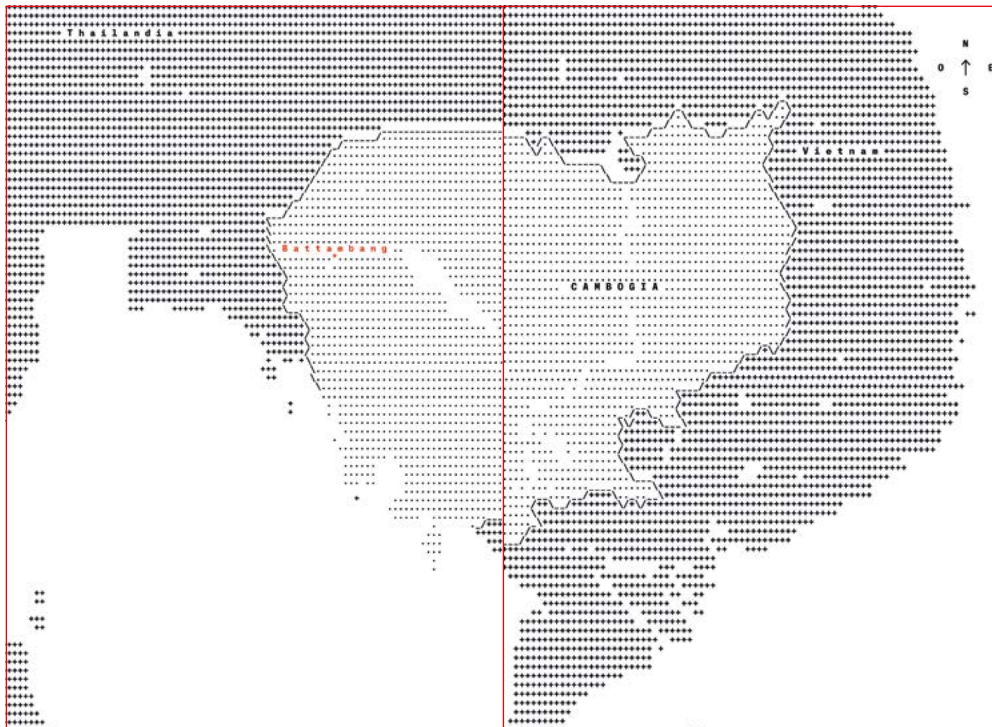 Thailandia
N
O E
S
Vietnam
Battambang
CAMBOGIA